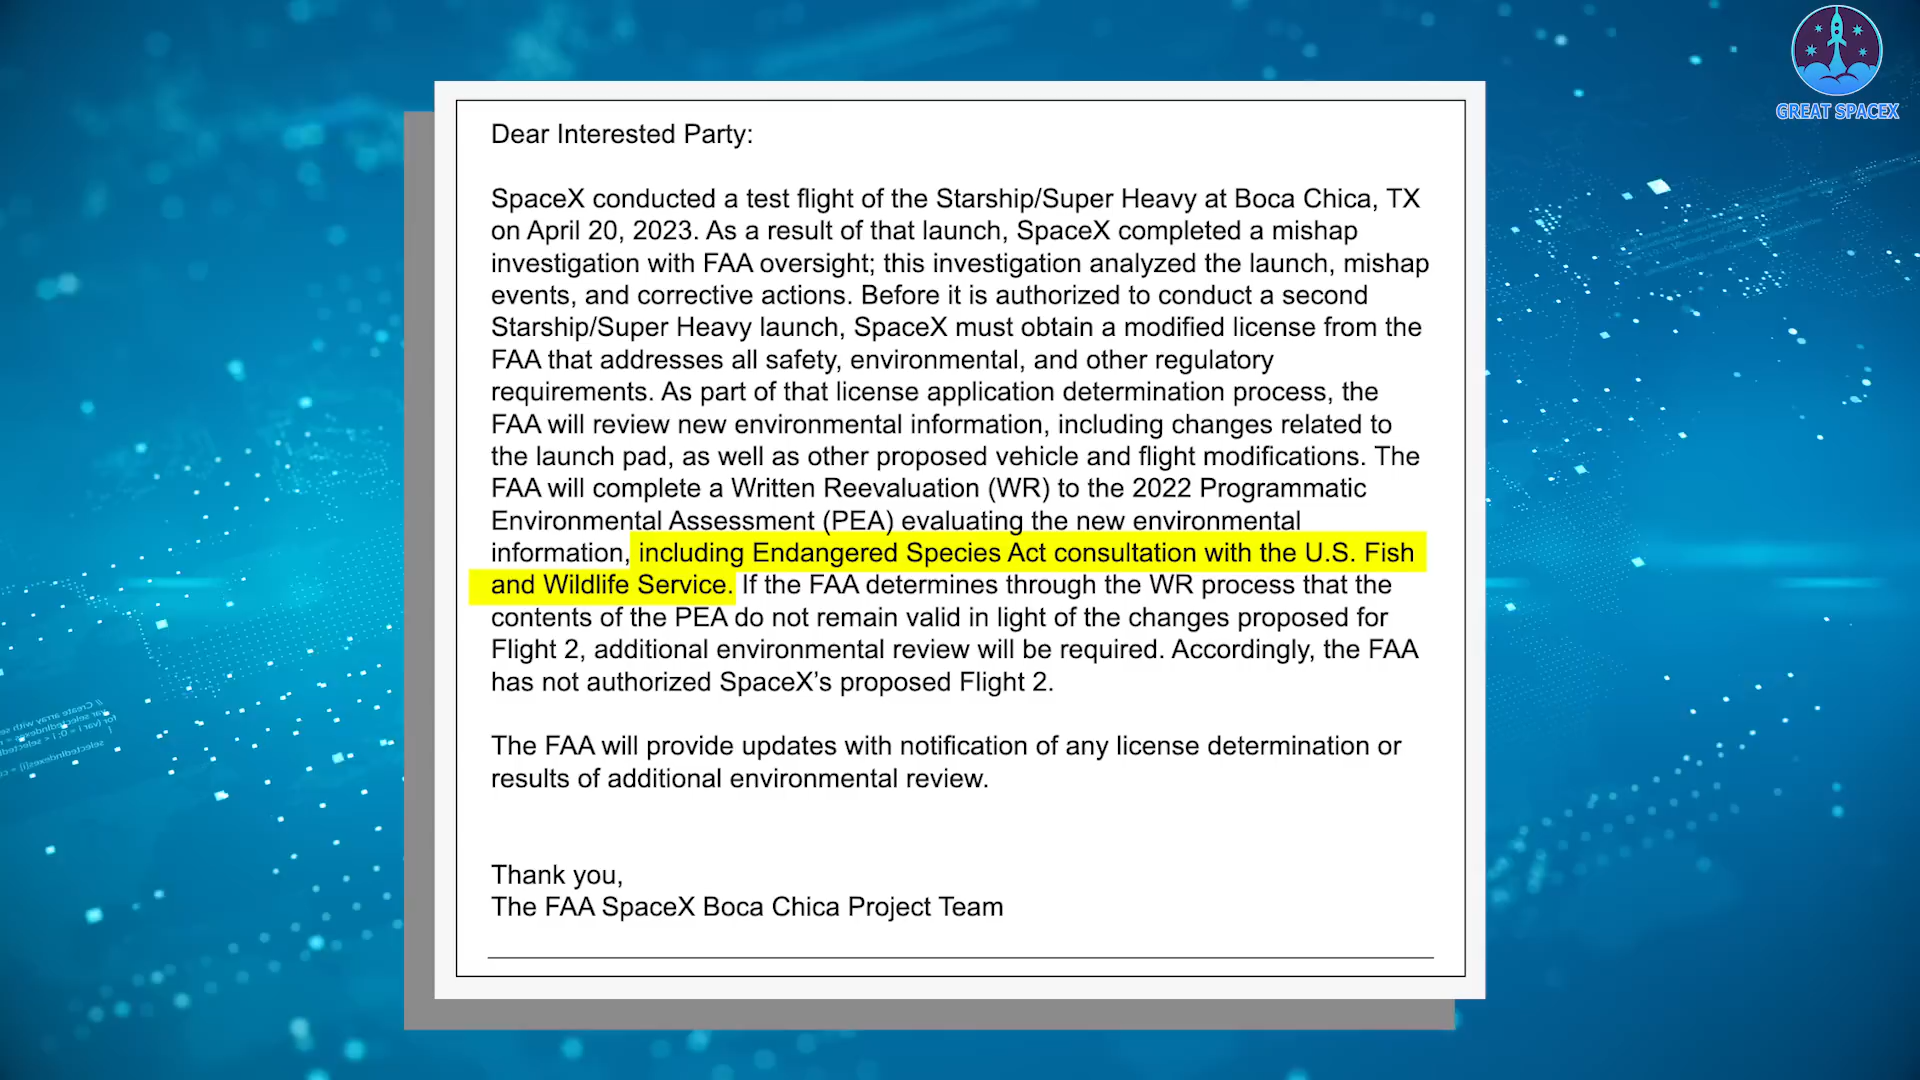 GREAT SPACEX
Dear Interested Party:
SpaceX conducted a test flight of the Starship/Super Heavy at Boca Chica, TX
on April 20, 2023. As a result of that launch, SpaceX completed a mishap
investigation with FAA oversight; this investigation analyzed the launch, mishap
events, and corrective actions. Before it is authorized to conduct a second
Starship/Super Heavy launch, SpaceX must obtain a modified license from the
FAA that addresses all safety, environmental, and other regulatory
requirements. As part of that license application determination process, the
FAA will review new environmental information, including changes related to
the launch pad, as well as other proposed vehicle and flight modifications. The
FAA will complete a Written Reevaluation (WR) to the 2022 Programmatic
Environmental Assessment (PEA) evaluating the new environmental
information, including Endangered Species Act consultation with the U.S. Fish
and Wildlife Service. If the FAA determines through the WR process that the
contents of the PEA do not remain valid in light of the changes proposed for
Flight 2, additional environmental review will be required. Accordingly, the FAA
has not authorized SpaceX’s proposed Flight 2.
The FAA will provide updates with notification of any license determination or
results of additional environmental review.
Thank you,
The FAA SpaceX Boca Chica Project Team